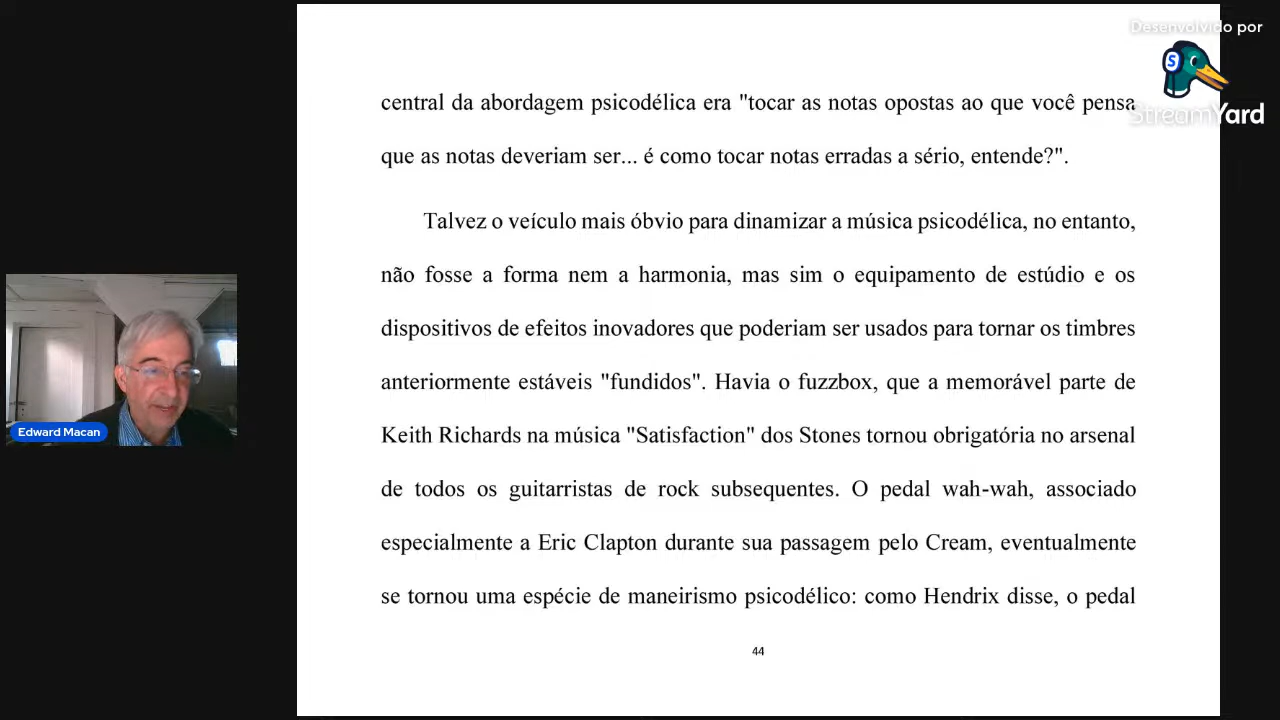 Desenvolvido por
StreamYard
central da abordagem psicodélica era "tocar as notas opostas ao que você pensa
que as notas deveriam ser... é como tocar notas erradas a sério, entende?".
Talvez o veículo mais óbvio para dinamizar a música psicodélica, no entanto,
não fosse a forma nem a harmonia, mas sim o equipamento de estúdio e os
dispositivos de efeitos inovadores que poderiam ser usados para tornar os timbres
anteriormente estáveis "fundidos". Havia o fuzzbox, que a memorável parte de
Keith Richards na música "Satisfaction" dos Stones tornou obrigatória no arsenal
de todos os guitarristas de rock subsequentes. O pedal wah-wah, associado
especialmente a Eric Clapton durante sua passagem pelo Cream, eventualmente
se tornou uma espécie de maneirismo psicodélico: como Hendrix disse, o pedal
44
Edward Macan